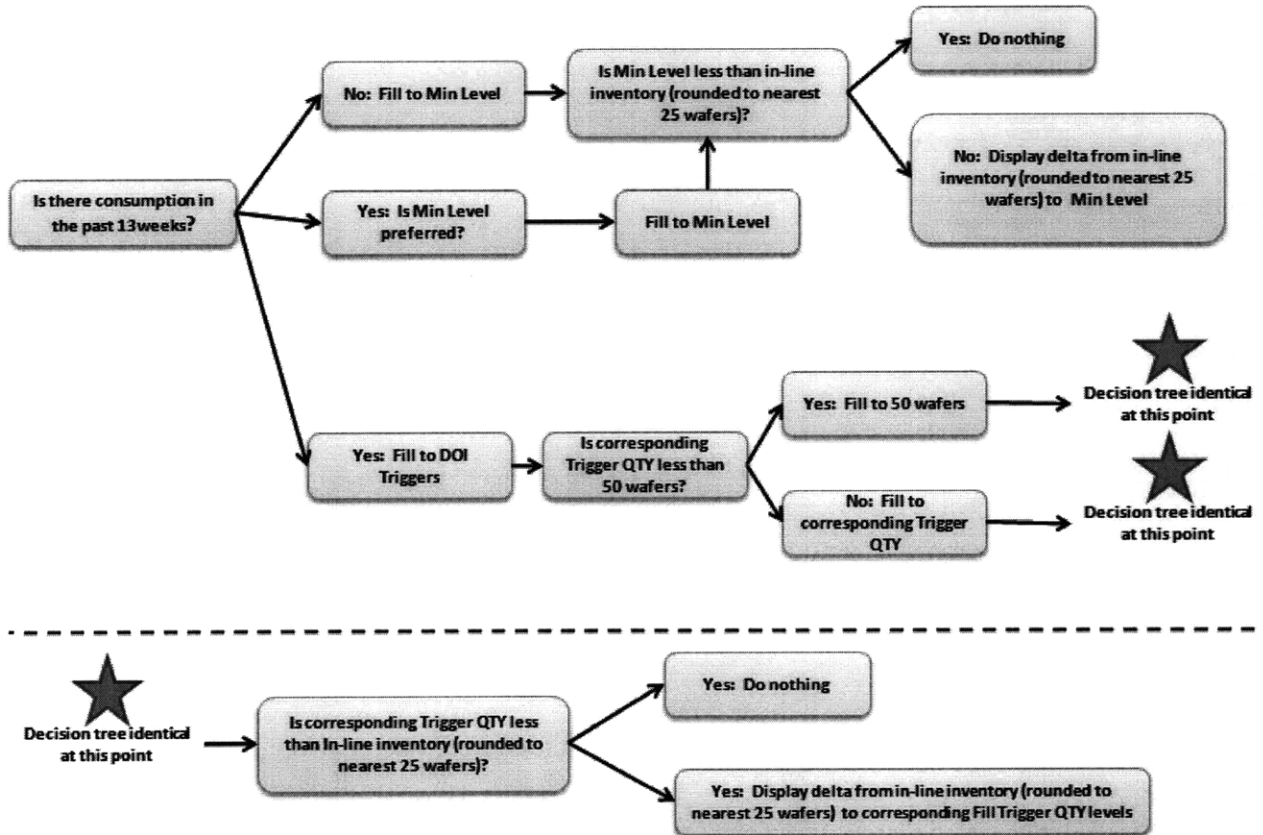 Is there consumption in
the past 13weeks?
No: Fill to Min Level
Is Min Level less than in-line
inventory (rounded to nearest
25 wafers)?
Yes: Do nothing
No: Display delta from in-line
inventory (rounded to nearest 25
wafers) to Min Level
Yes: Is Min Level
preferred?
Fill to Min Level
Yes: Fill to DOI
Triggers
Is corresponding
Trigger QTY less than
50 wafers?
Yes: Fill to 50 wafers
Decision tree identical
at this point
No: Fill to
corresponding Trigger
QTY
Decision tree identical
at this point
Decision tree identical
at this point
Is corresponding Trigger QTY less
than In-line inventory (rounded to
nearest 25 wafers)?
Yes: Do nothing
Yes: Display delta from in-line inventory (rounded to
nearest 25 wafers) to corresponding Fill Trigger QTY levels